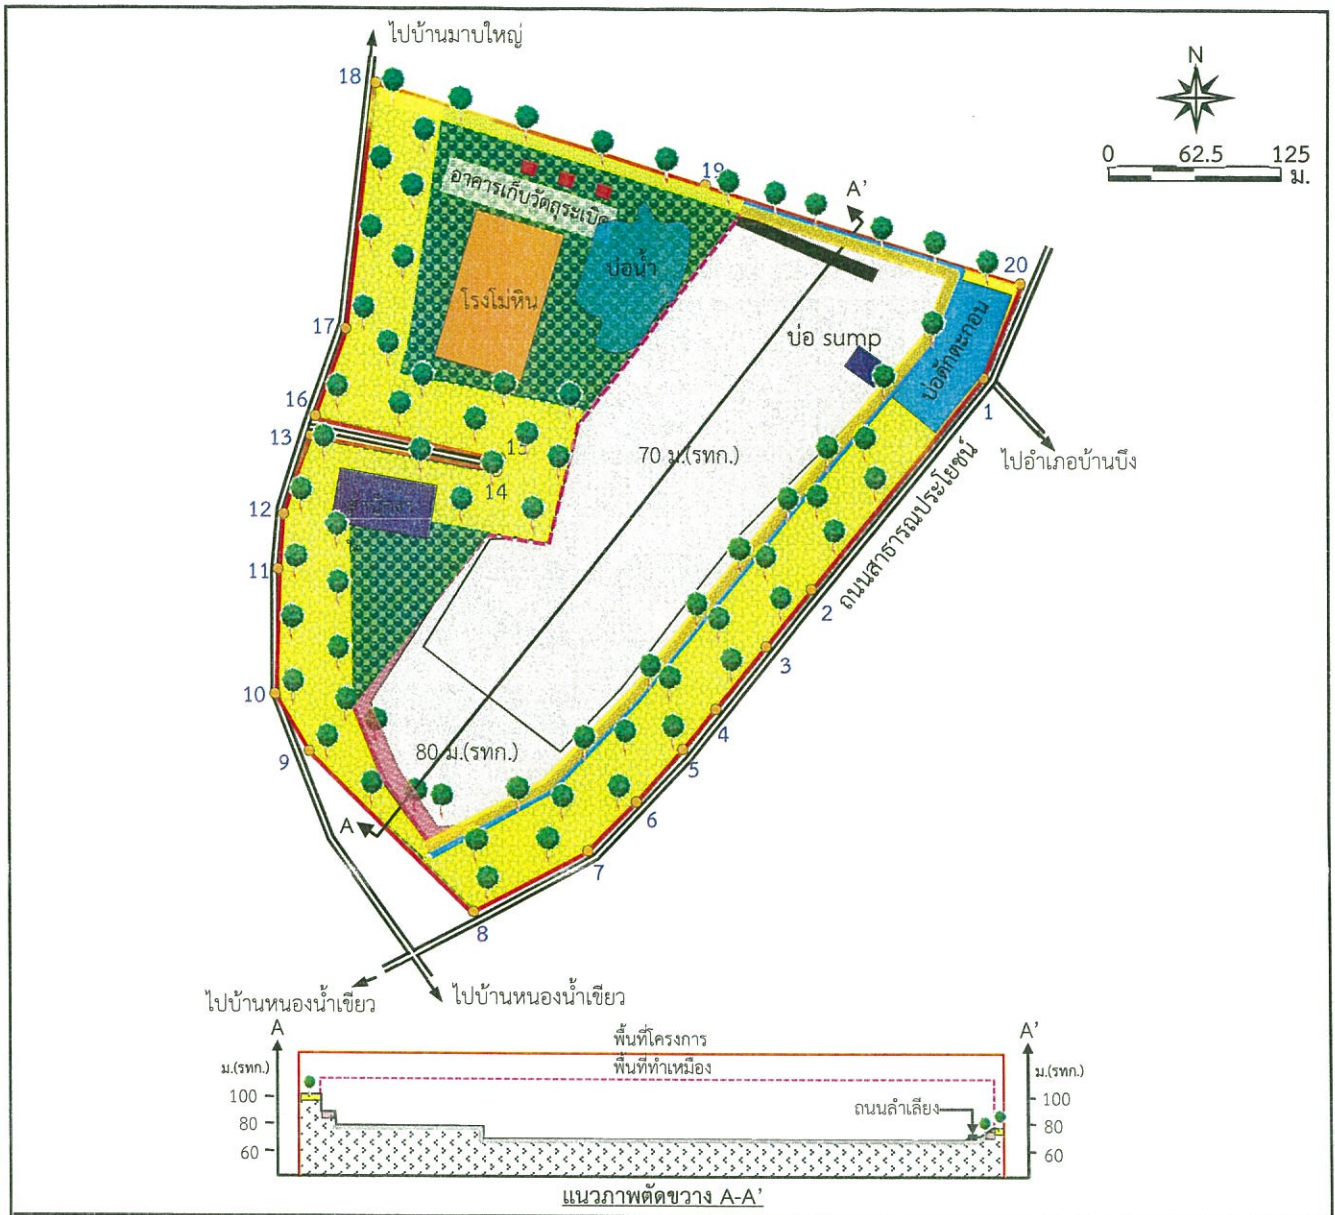 ไปบ้านมาบใหญ่
18
N
0 62.5 125
ม.
19
A'
อาคารเก็บวัตถุระเบิด
20
บ่อน้ำ
โรงโม่หิน
17
บ่อ sump
บ่อดักตะกอน
1
16
13
15
14
70 ม.(รทก.)
ไปอำเภอบ้านบึง
ถนนสาธารณประโยชน์
12
11
2
3
10
4
9
5
80 ม.(รทก.)
6
A
7
8
ไปบ้านหนองน้ำเขียว
ไปบ้านหนองน้ำเขียว
A
A'
พื้นที่โครงการ
ม.(รทก.)
พื้นที่ทำเหมือง
ม.(รทก.)
100
ถนนลำเลียง
100
80
80
60
60
แนวภาพตัดขวาง A-A'